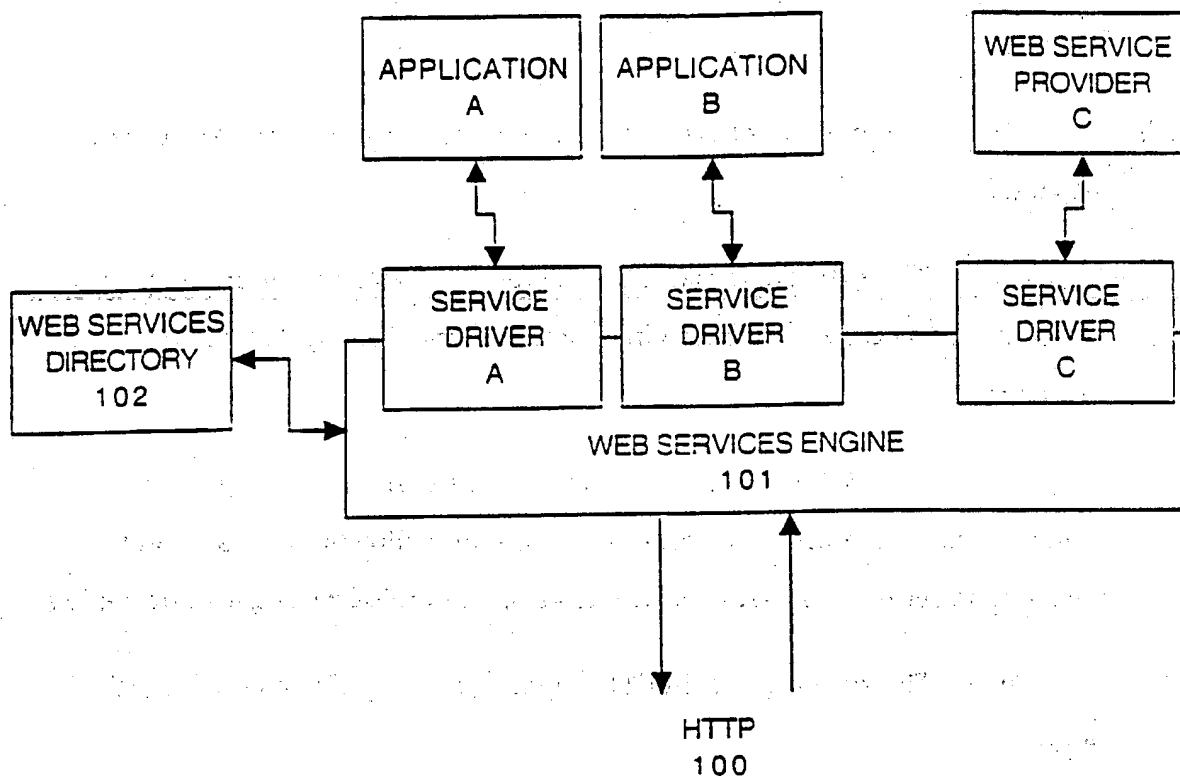 APPLICATION
A
APPLICATION
B
WEB SERVICE
PROVIDER
C
WEB SERVICES
DIRECTORY
102
SERVICE
DRIVER
A
SERVICE
DRIVER
B
SERVICE
DRIVER
C
WEB SERVICES ENGINE
101
HTTP
100